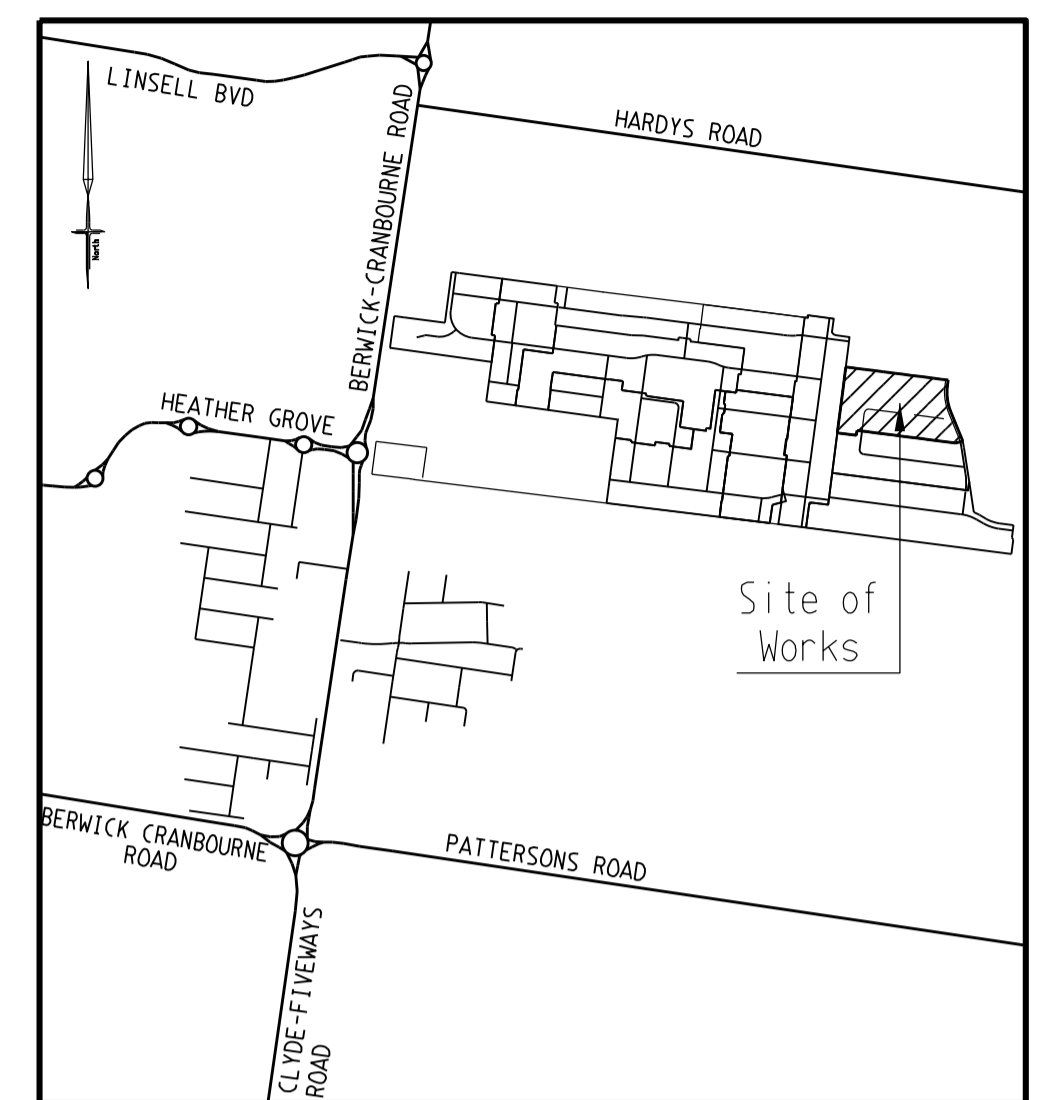 LINSELL BVD
HARDYS ROAD
North
BERWICK-CRANBOURNE ROAD
HEATHER GROVE
Site of
Works
BERWICK CRANBOURNE
ROAD
PATTERSONS ROAD
CLYDE-FIVEWAYS
ROAD